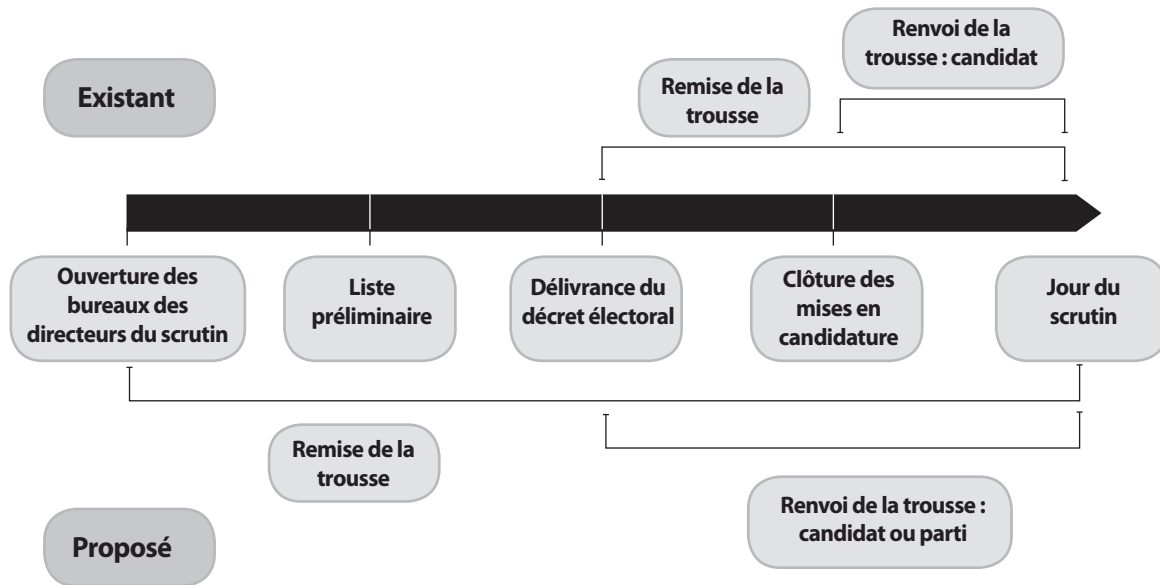 Existant
Remise de la
trousse
Renvoi de la
trousse : candidat
Ouverture des
bureaux des
directeurs du scrutin
Liste
préliminaire
Délivrance du
décret électoral
Clôture des
mises en
candidature
Jour du
scrutin
Remise de la
trousse
Renvoi de la trousse :
candidat ou parti
Proposé